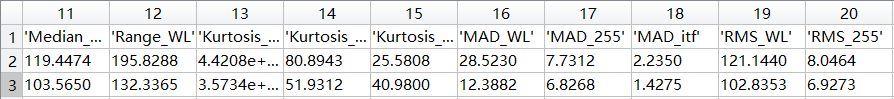 11 12 13 14 15 16 17 18 19 20
1 'Median_... 'Range_WL' 'Kurtosis_... 'Kurtosis_... 'Kurtosis_... 'MAD_WL' 'MAD_255' 'MAD_itf' 'RMS_WL' 'RMS_255'
2 119.4474 195.8288 4.4208e+... 80.8943 25.5808 28.5230 7.7312 2.2350 121.1440 8.0464
3 103.5650 132.3365 3.5734e+... 51.9312 40.9800 12.3882 6.8268 1.4275 102.8353 6.9273